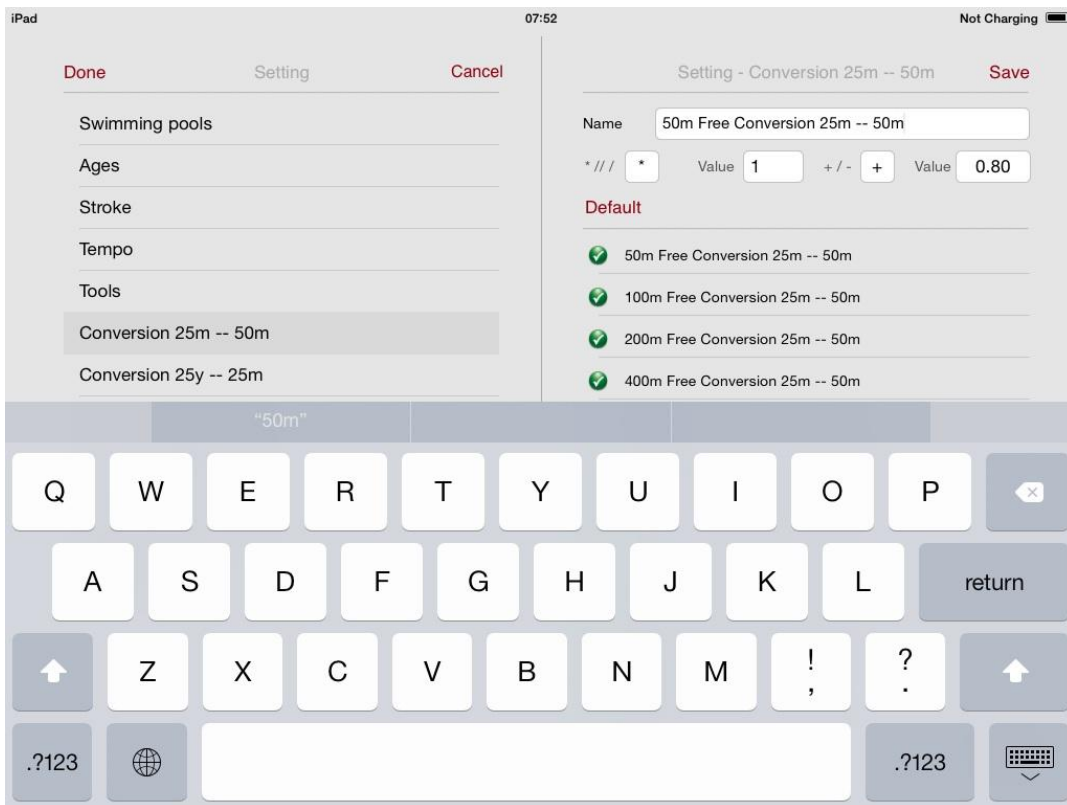 iPad 07:52 Not Charging
Done Setting Cancel
Swimming pools
Ages
Stroke
Tempo
Tools
Conversion 25m -- 50m
Conversion 25y -- 25m
Setting - Conversion 25m -- 50m Save
Name 50m Free Conversion 25m -- 50m
* // / * Value 1 + / - + Value 0.80
Default
50m Free Conversion 25m -- 50m
100m Free Conversion 25m -- 50m
200m Free Conversion 25m -- 50m
400m Free Conversion 25m -- 50m
“50m”
Q W E R T Y U I O P
A S D F G H J K L return
Z X C V B N M ! , ? .
.?123 .?123